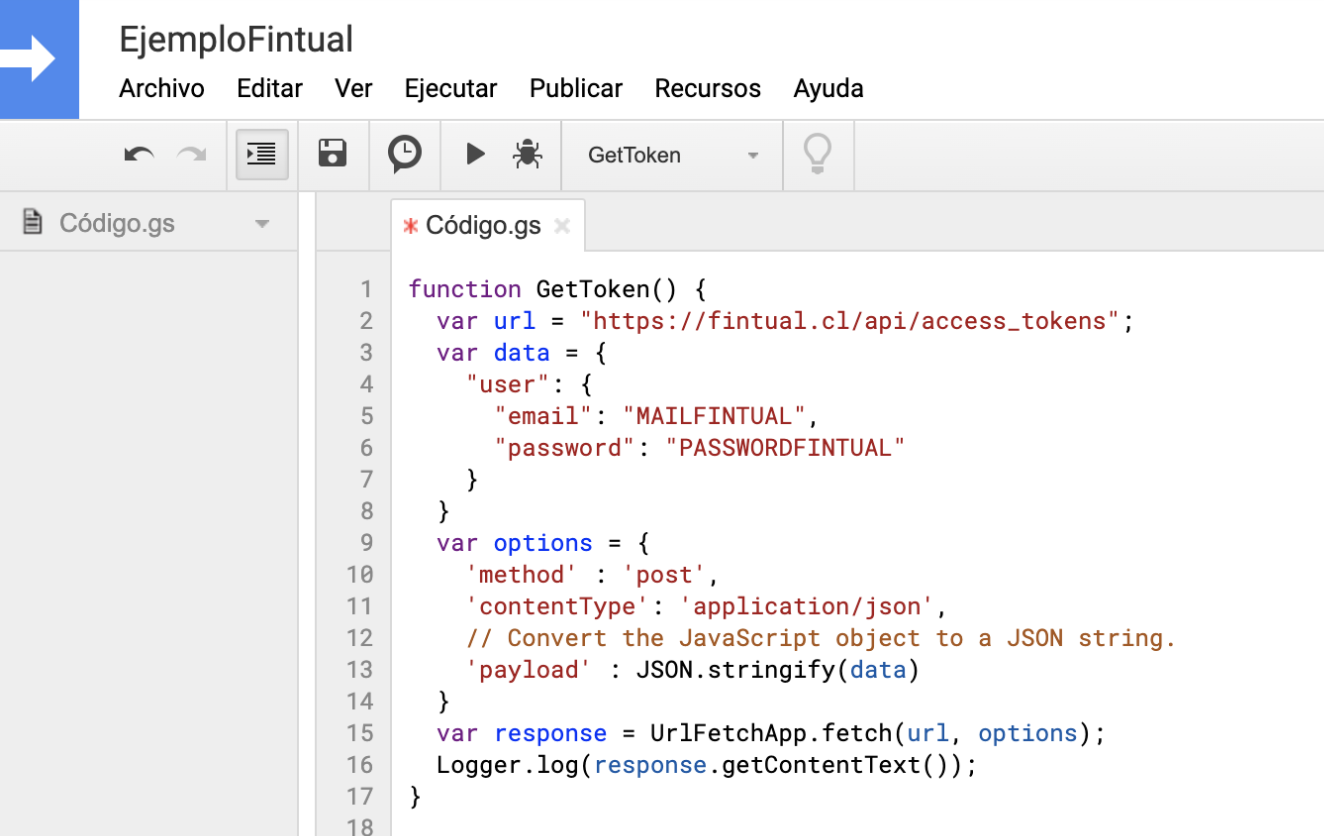 EjemploFintual
Archivo Editar Ver Ejecutar Publicar Recursos Ayuda
GetToken
Código.gs
* Código.gs ×
1 function GetToken() {
2   var url = "https://fintual.cl/api/access_tokens";
3   var data = {
4     "user": {
5       "email": "MAILFINTUAL",
6       "password": "PASSWORDFINTUAL"
7     }
8   }
9   var options = {
10     'method' : 'post',
11     'contentType': 'application/json',
12     // Convert the JavaScript object to a JSON string.
13     'payload' : JSON.stringify(data)
14   }
15   var response = UrlFetchApp.fetch(url, options);
16   Logger.log(response.getContentText());
17 }
18